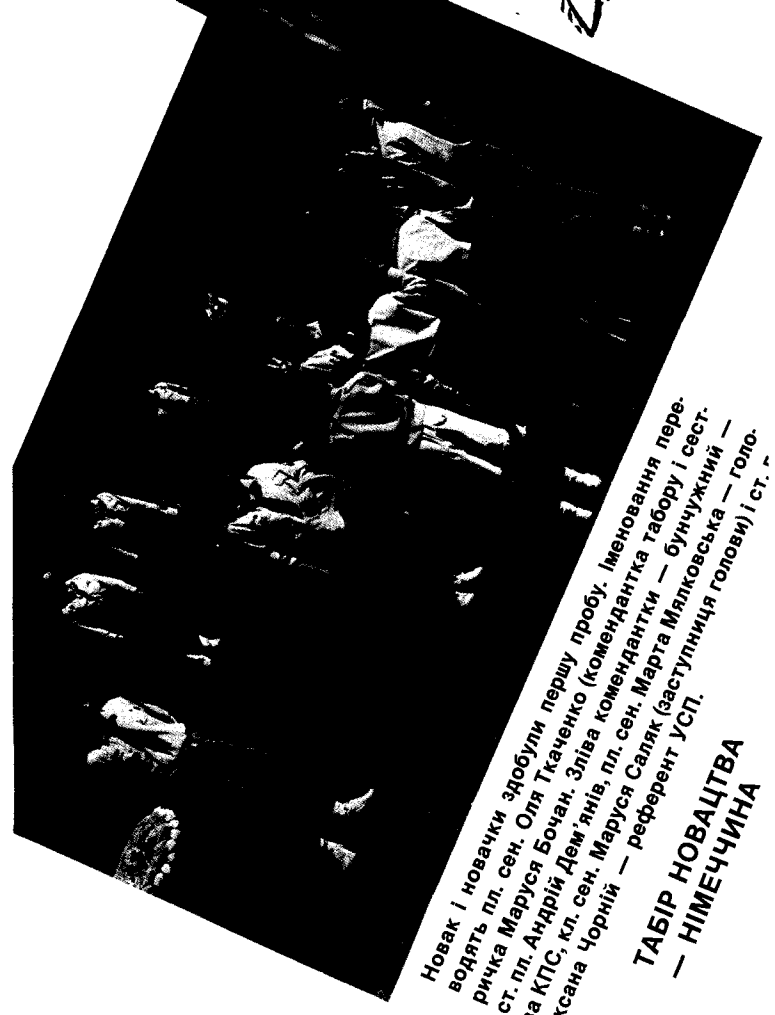 Новак і новачки здобули першу пробу. Іменовання пере-
водять пл. сен. Оля Ткаченко (комендантка табору і сест-
ричка Маруся Бочан. Зліва комендантки — бунчужний —
ст. пл. Андрій Дем'янів, пл. сен. Марта Мялковська — голо-
ва КПС, кл. сен. Маруся Саляк (заступниця голови) і ст.
ксана Чорній — референт УСП.
ТАБІР НОВАЦТВА
— НІМЕЧЧИНА